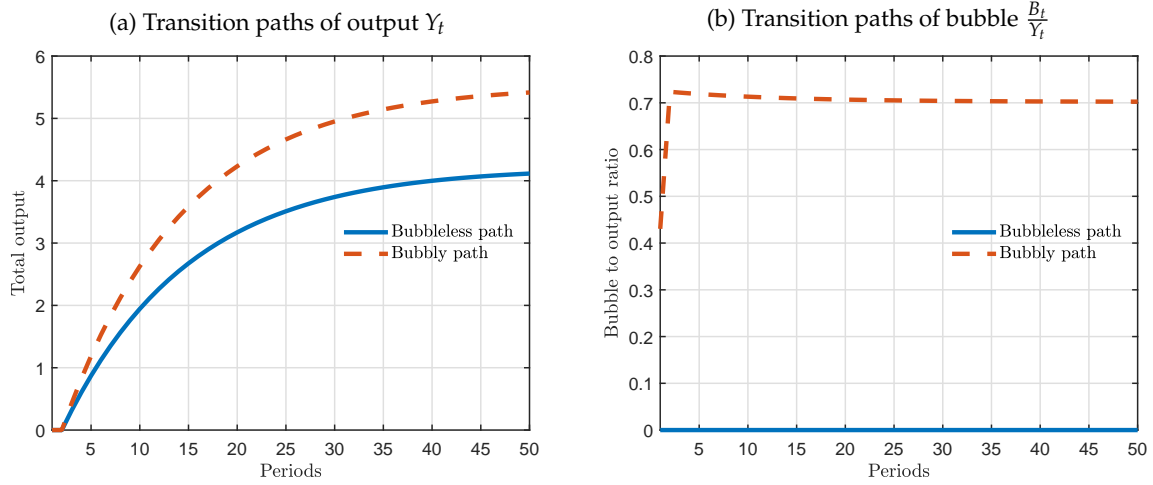 (a) Transition paths of output Y_t
6
5
4
3
2
1
0
Total output
5 10 15 20 25 30 35 40 45 50
Periods
Bubbleless path
Bubbly path
(b) Transition paths of bubble B_t/Y_t
0.8
0.7
0.6
0.5
0.4
0.3
0.2
0.1
0
Bubble to output ratio
5 10 15 20 25 30 35 40 45 50
Periods
Bubbleless path
Bubbly path